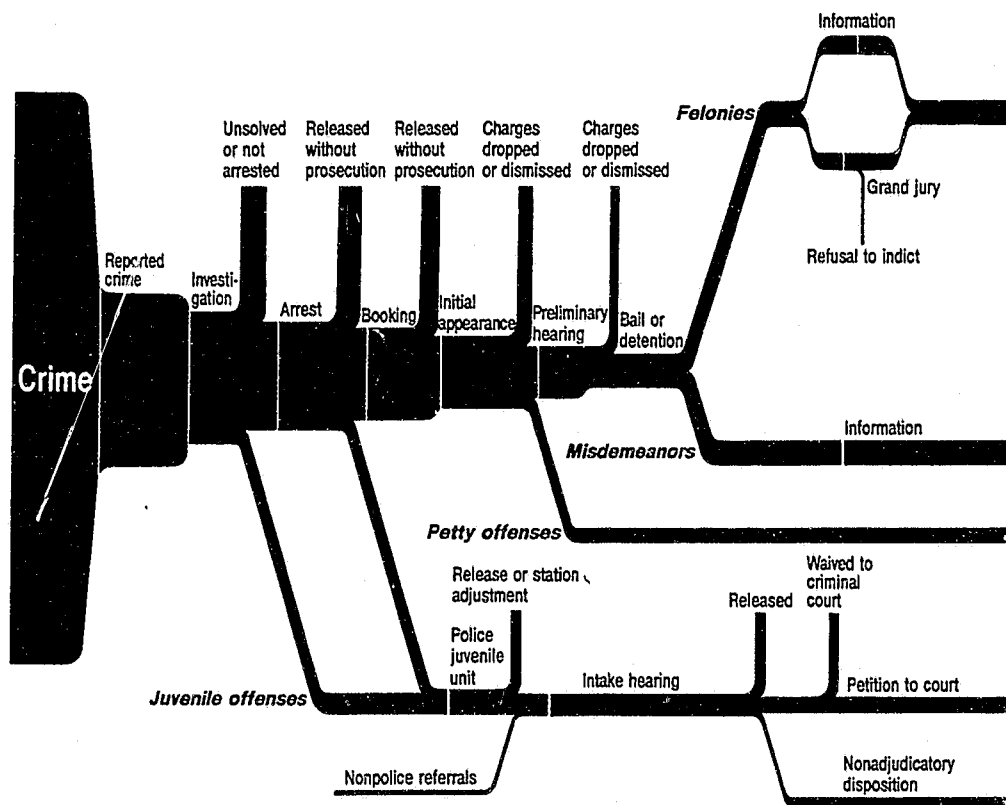 Information
Felonies
Grand jury
Refusal to indict
Unsolved
or not
arrested
Released
without
prosecution
Released
without
prosecution
Charges
dropped
or dismissed
Charges
dropped
or dismissed
Reported
crime
Investi-
gation
Arrest
Booking
Initial
appearance
Preliminary
hearing
Bail or
detention
Crime
Misdemeanors
Information
Petty offenses
Release or station
adjustment
Police
juvenile
unit
Juvenile offenses
Intake hearing
Released
Waived to
criminal
court
Petition to court
Nonpolice referrals
Nonadjudicatory
disposition